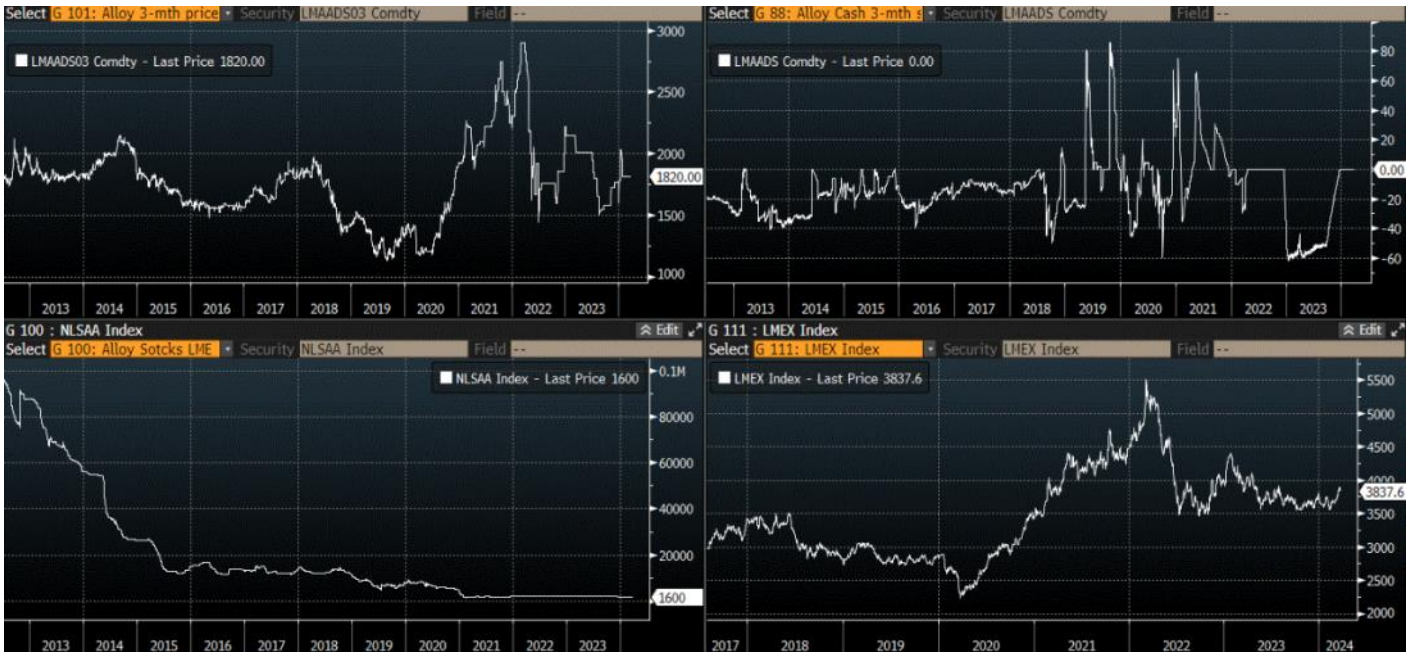 Select G 101: Alloy 3-mth price Security LMAADS03 Comdty Field --
LMAADS03 Comdty - Last Price 1820.00
3000
2500
2000
1820.00
1500
1000
2013 2014 2015 2016 2017 2018 2019 2020 2021 2022 2023
Select G 88: Alloy Cash 3-mth s Security LMAADS Comdty Field --
LMAADS Comdty - Last Price 0.00
80
60
40
20
0.00
-20
-40
-60
2013 2014 2015 2016 2017 2018 2019 2020 2021 2022 2023
G 100 : NLSAA Index Edit
Select G 100: Alloy Sotcks LME Security NLSAA Index Field --
NLSAA Index - Last Price 1600
0.1M
80000
60000
40000
20000
1600
2013 2014 2015 2016 2017 2018 2019 2020 2021 2022 2023
G 111 : LMEX Index Edit
Select G 111: LMEX Index Security LMEX Index Field --
LMEX Index - Last Price 3837.6
5500
5000
4500
4000
3837.6
3500
3000
2500
2000
2017 2018 2019 2020 2021 2022 2023 2024